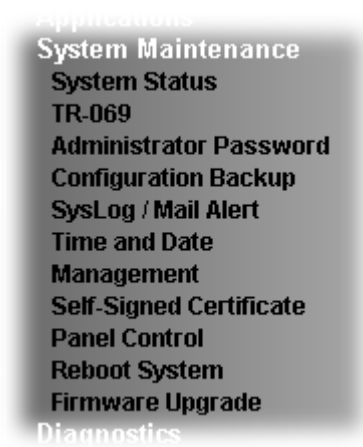 Applications
System Maintenance
System Status
TR-069
Administrator Password
Configuration Backup
SysLog / Mail Alert
Time and Date
Management
Self-Signed Certificate
Panel Control
Reboot System
Firmware Upgrade
Diagnostics